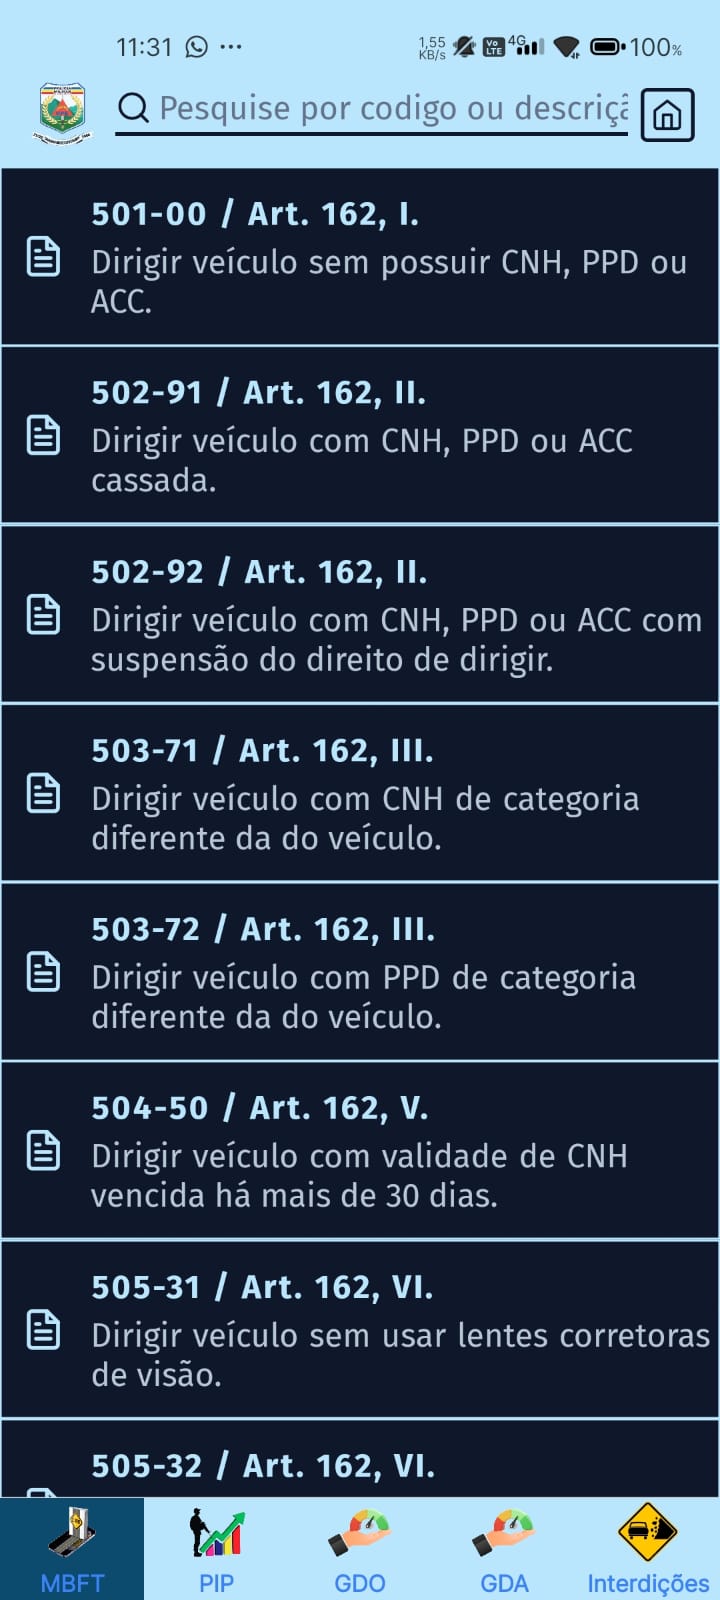 11:31
1,55
KB/s
Vo
LTE
4G
100%
Pesquise por codigo ou descriçã
501-00 / Art. 162, I.
Dirigir veículo sem possuir CNH, PPD ou
ACC.
502-91 / Art. 162, II.
Dirigir veículo com CNH, PPD ou ACC
cassada.
502-92 / Art. 162, II.
Dirigir veículo com CNH, PPD ou ACC com
suspensão do direito de dirigir.
503-71 / Art. 162, III.
Dirigir veículo com CNH de categoria
diferente da do veículo.
503-72 / Art. 162, III.
Dirigir veículo com PPD de categoria
diferente da do veículo.
504-50 / Art. 162, V.
Dirigir veículo com validade de CNH
vencida há mais de 30 dias.
505-31 / Art. 162, VI.
Dirigir veículo sem usar lentes corretoras
de visão.
505-32 / Art. 162, VI.
MBFT
PIP
GDO
GDA
Interdições